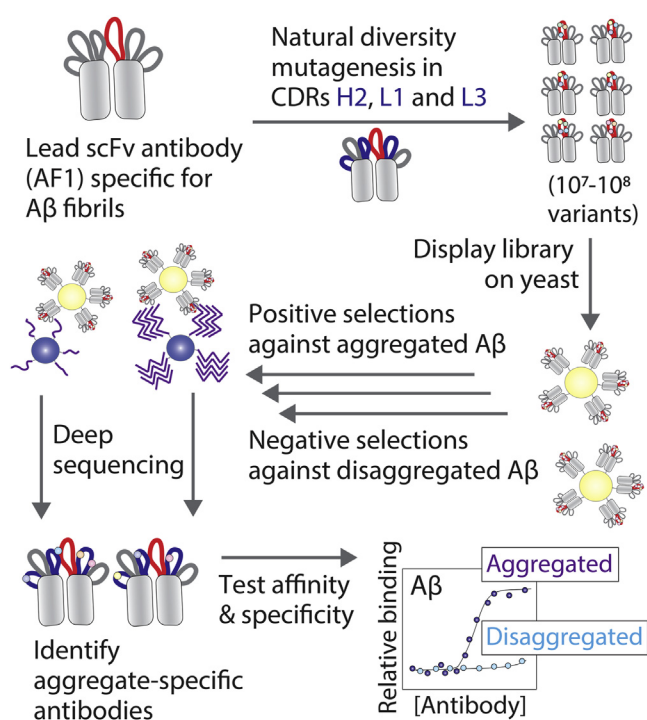 Natural diversity
mutagenesis in
CDRs H2, L1 and L3
Lead scFv antibody
(AF1) specific for
Aβ fibrils
(10⁷-10⁸
variants)
Display library
on yeast
Positive selections
against aggregated Aβ
Negative selections
against disaggregated Aβ
Deep
sequencing
Identify
aggregate-specific
antibodies
Test affinity
& specificity
Relative binding
Aβ
Aggregated
Disaggregated
[Antibody]